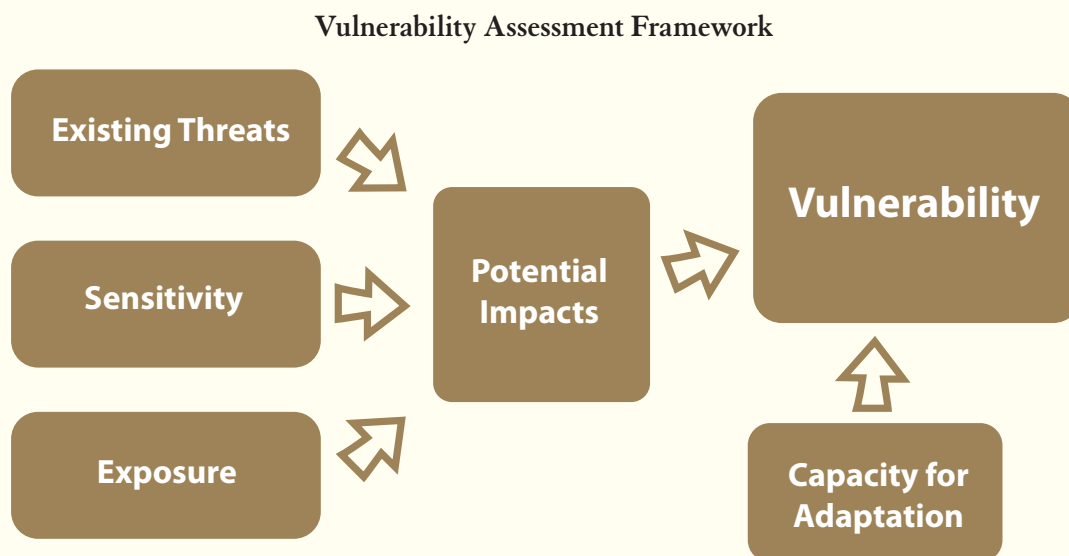 Vulnerability Assessment Framework
Existing Threats
Sensitivity
Exposure
Potential
Impacts
Vulnerability
Capacity for
Adaptation